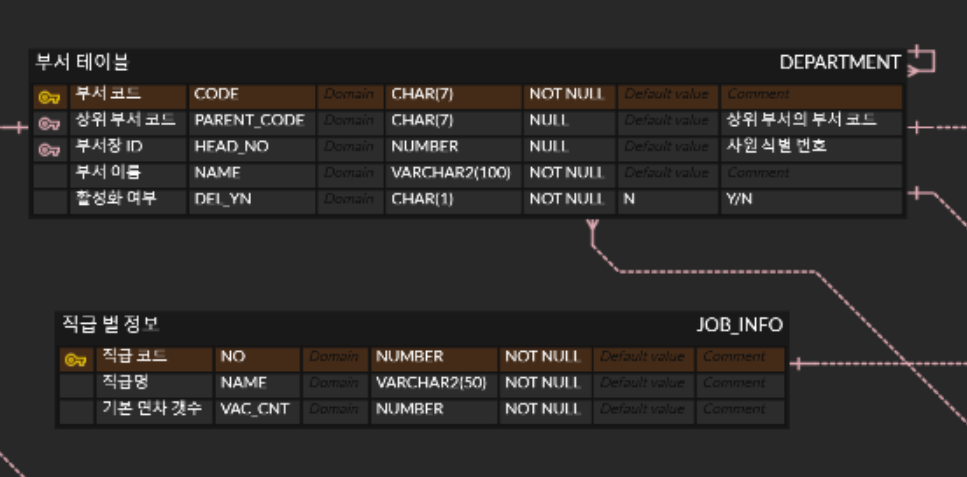 부서 테이블 DEPARTMENT
부서 코드 CODE Domain CHAR(7) NOT NULL Default value Comment
상위 부서 코드 PARENT_CODE Domain CHAR(7) NULL Default value 상위 부서의 부서 코드
부서장 ID HEAD_NO Domain NUMBER NULL Default value 사원 식별 번호
부서 이름 NAME Domain VARCHAR2(100) NOT NULL Default value Comment
활성화 여부 DEL_YN Domain CHAR(1) NOT NULL N Y/N
직급 별 정보 JOB_INFO
직급 코드 NO Domain NUMBER NOT NULL Default value Comment
직급명 NAME Domain VARCHAR2(50) NOT NULL Default value Comment
기본 연차 갯수 VAC_CNT Domain NUMBER NOT NULL Default value Comment